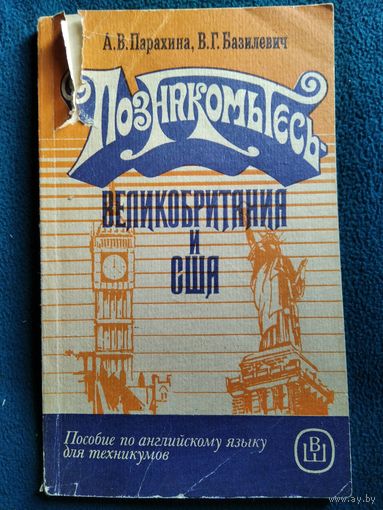 А.В.Парахина, В.Г.Базилевич
Познакомьтесь-
Великобритания
и
США
Пособие по английскому языку
для техникумов
ВШ